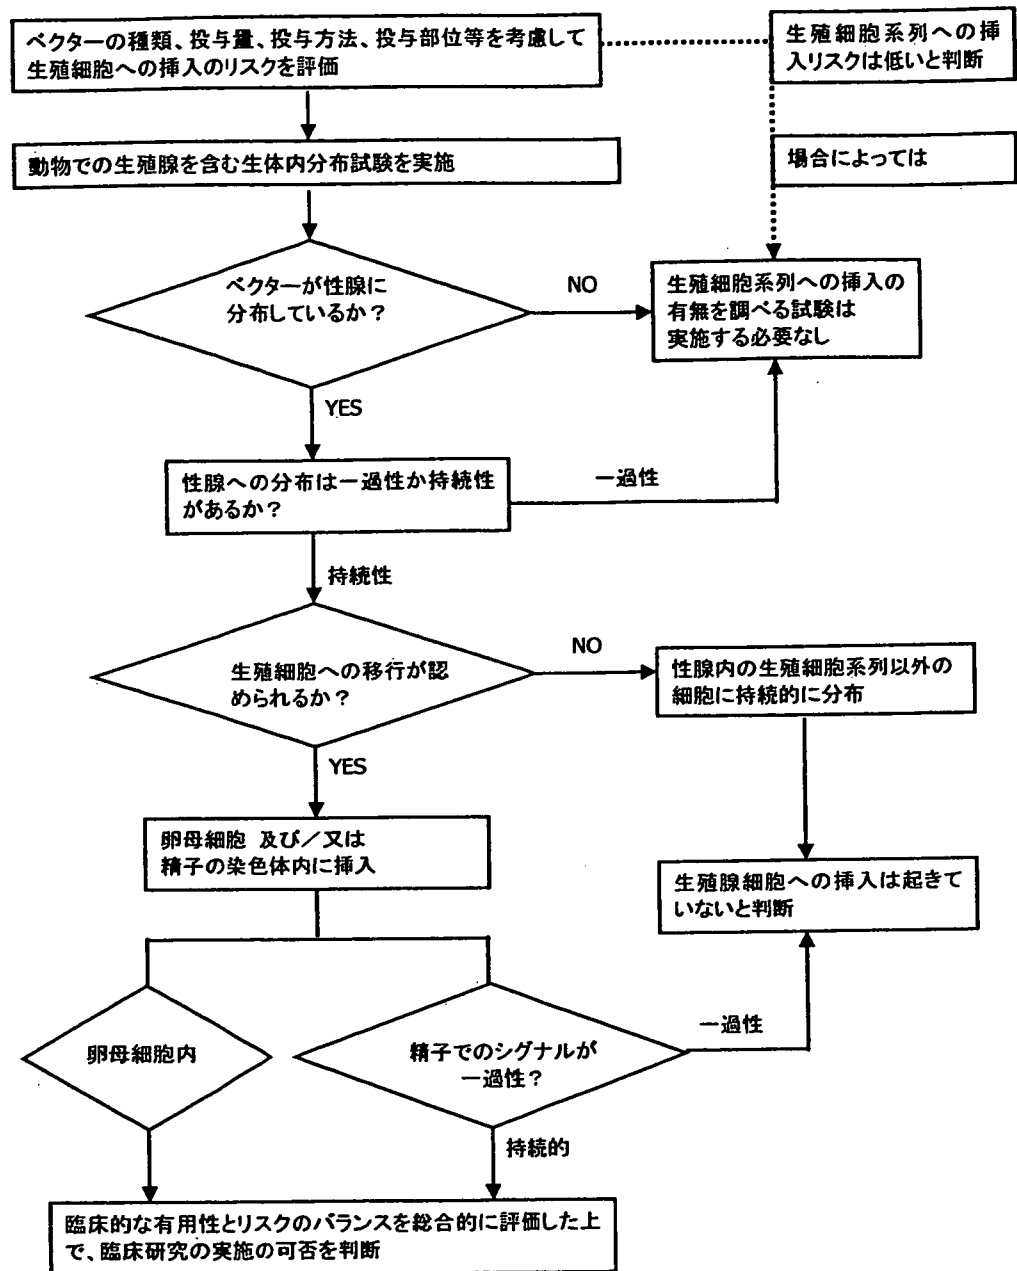 ベクターの種類、投与量、投与方法、投与部位等を考慮して
生殖細胞への挿入のリスクを評価
生殖細胞系列への挿
入リスクは低いと判断
動物での生殖腺を含む生体内分布試験を実施
場合によっては
ベクターが性腺に
分布しているか?
NO
生殖細胞系列への挿入の
有無を調べる試験は
実施する必要なし
YES
性腺への分布は一過性か持続性
があるか?
一過性
持続性
生殖細胞への移行が認
められるか?
NO
性腺内の生殖細胞系列以外の
細胞に持続的に分布
YES
卵母細胞 及び/又は
精子の染色体内に挿入
生殖腺細胞への挿入は起きて
いないと判断
卵母細胞内
精子でのシグナルが
一過性?
一過性
持続的
臨床的な有用性とリスクのバランスを総合的に評価した上
で、臨床研究の実施の可否を判断